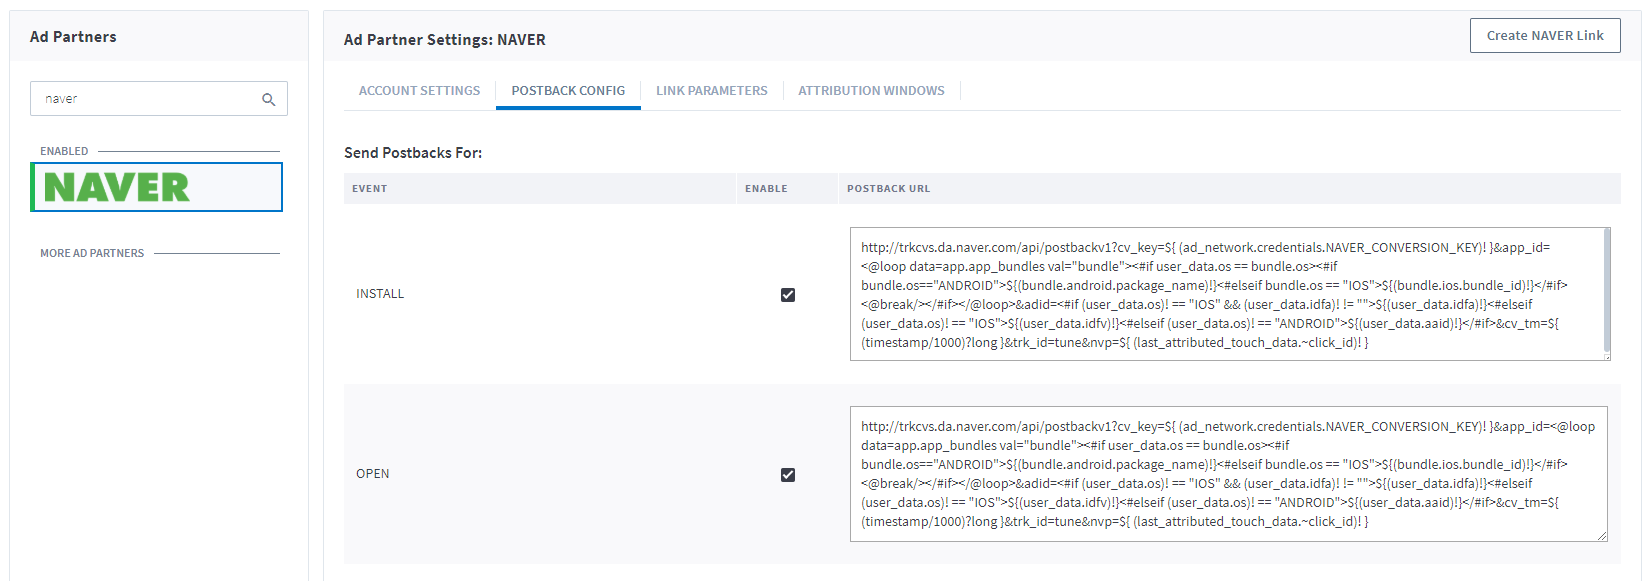 Ad Partners
naver
ENABLED
NAVER
MORE AD PARTNERS
Ad Partner Settings: NAVER
Create NAVER Link
ACCOUNT SETTINGS
POSTBACK CONFIG
LINK PARAMETERS
ATTRIBUTION WINDOWS
Send Postbacks For:
EVENT
ENABLE
POSTBACK URL
INSTALL
http://trkcvs.da.naver.com/api/postbackv1?cv_key=${ (ad_network.credentials.NAVER_CONVERSION_KEY)! }&app_id=
<@loop data=app.app_bundles val="bundle"><#if user_data.os == bundle.os><#if
bundle.os=="ANDROID">${(bundle.android.package_name)!}<#elseif bundle.os == "IOS">${(bundle.ios.bundle_id)!}</#if>
<@break/></#if></@loop>&adid=<#if (user_data.os)! == "IOS" && (user_data.idfa)! != "">${(user_data.idfa)!}<#elseif
(user_data.os)! == "IOS">${(user_data.idfv)!}<#elseif (user_data.os)! == "ANDROID">${(user_data.aaid)!}</#if>&cv_tm=${
(timestamp/1000)?long }&trk_id=tune&nvp=${ (last_attributed_touch_data.~click_id)! }
OPEN
http://trkcvs.da.naver.com/api/postbackv1?cv_key=${ (ad_network.credentials.NAVER_CONVERSION_KEY)! }&app_id=<@loop
data=app.app_bundles val="bundle"><#if user_data.os == bundle.os><#if
bundle.os=="ANDROID">${(bundle.android.package_name)!}<#elseif bundle.os == "IOS">${(bundle.ios.bundle_id)!}</#if>
<@break/></#if></@loop>&adid=<#if (user_data.os)! == "IOS" && (user_data.idfa)! != "">${(user_data.idfa)!}<#elseif
(user_data.os)! == "IOS">${(user_data.idfv)!}<#elseif (user_data.os)! == "ANDROID">${(user_data.aaid)!}</#if>&cv_tm=${
(timestamp/1000)?long }&trk_id=tune&nvp=${ (last_attributed_touch_data.~click_id)! }